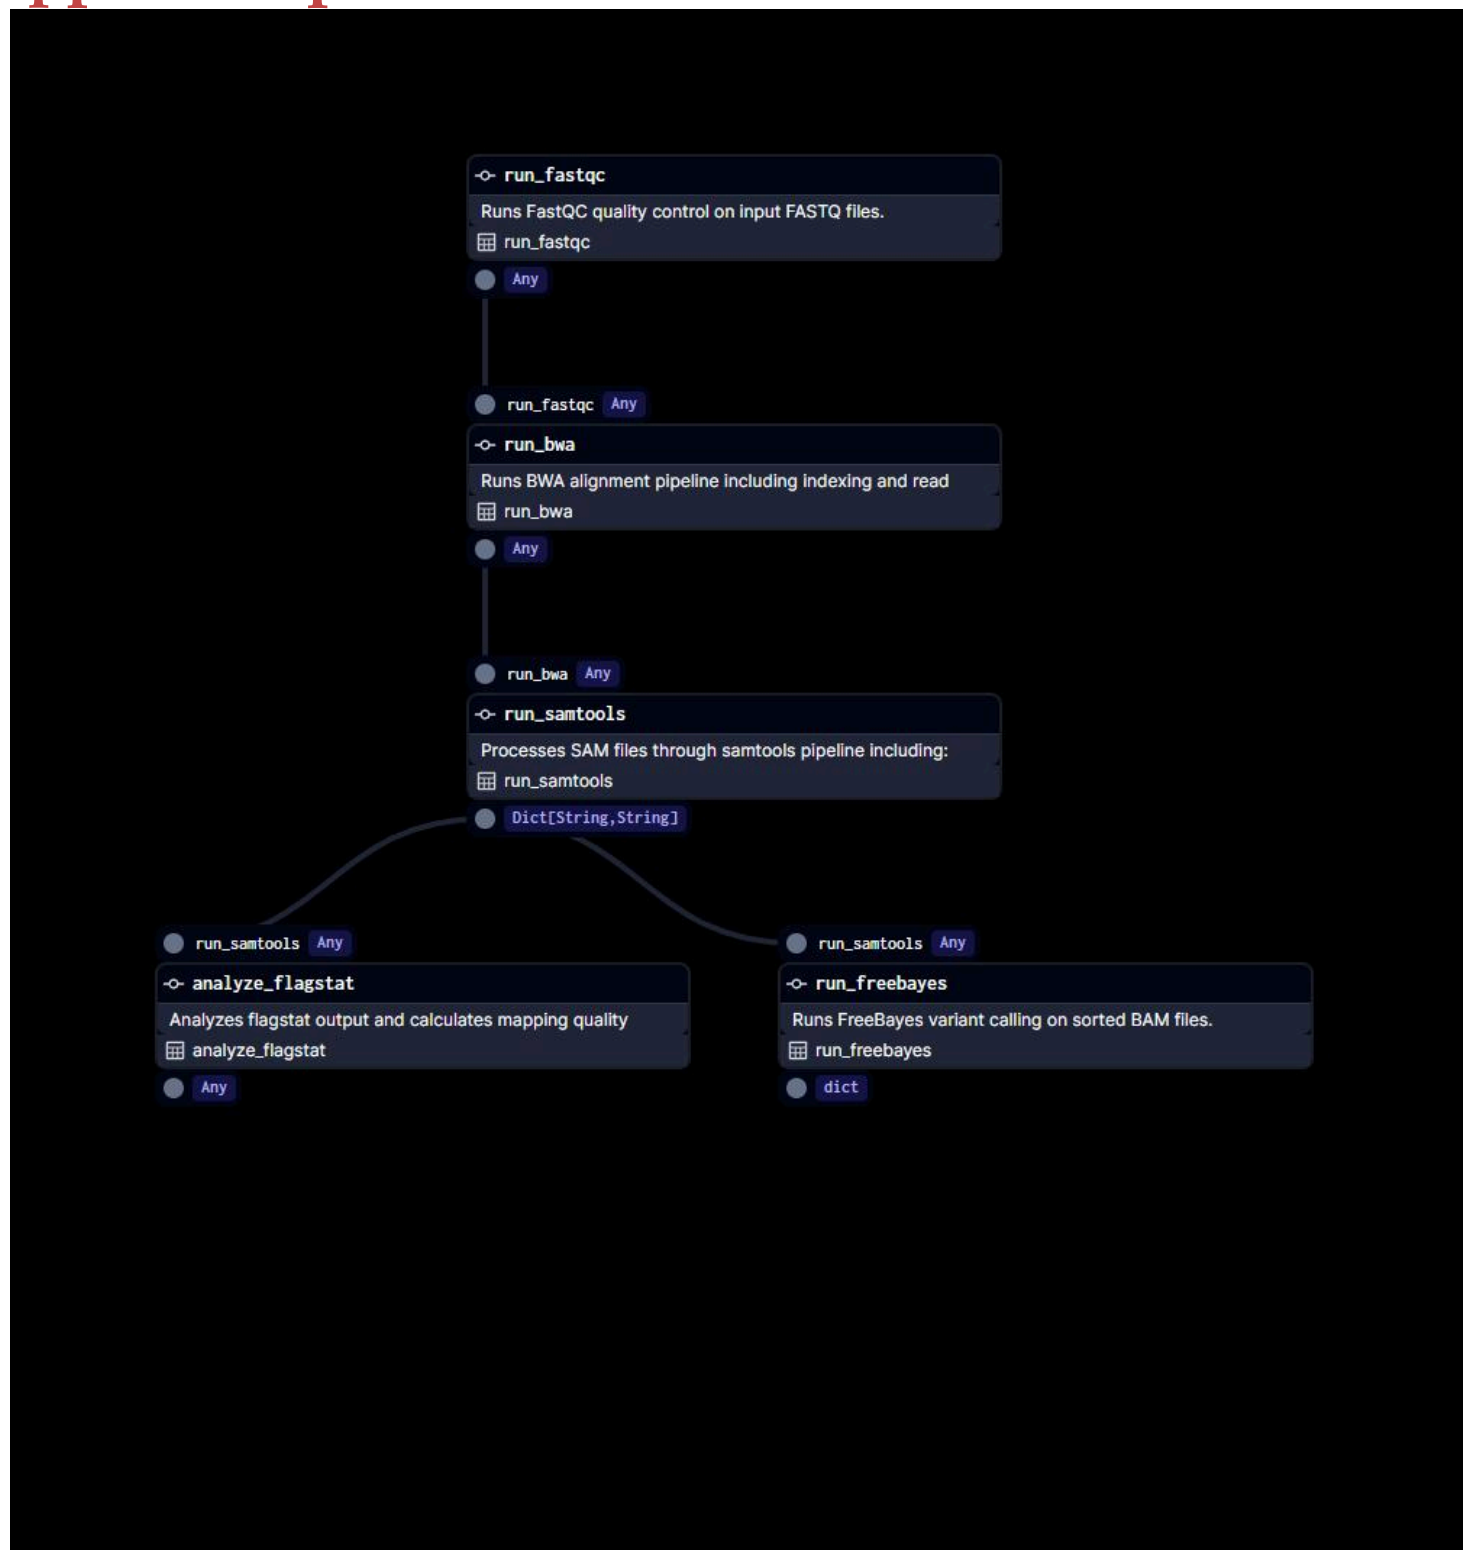 run_fastqc
Runs FastQC quality control on input FASTQ files.
run_fastqc
Any
run_fastqc Any
run_bwa
Runs BWA alignment pipeline including indexing and read
run_bwa
Any
run_bwa Any
run_samtools
Processes SAM files through samtools pipeline including:
run_samtools
Dict[String,String]
run_samtools Any
analyze_flagstat
Analyzes flagstat output and calculates mapping quality
analyze_flagstat
Any
run_samtools Any
run_freebayes
Runs FreeBayes variant calling on sorted BAM files.
run_freebayes
dict